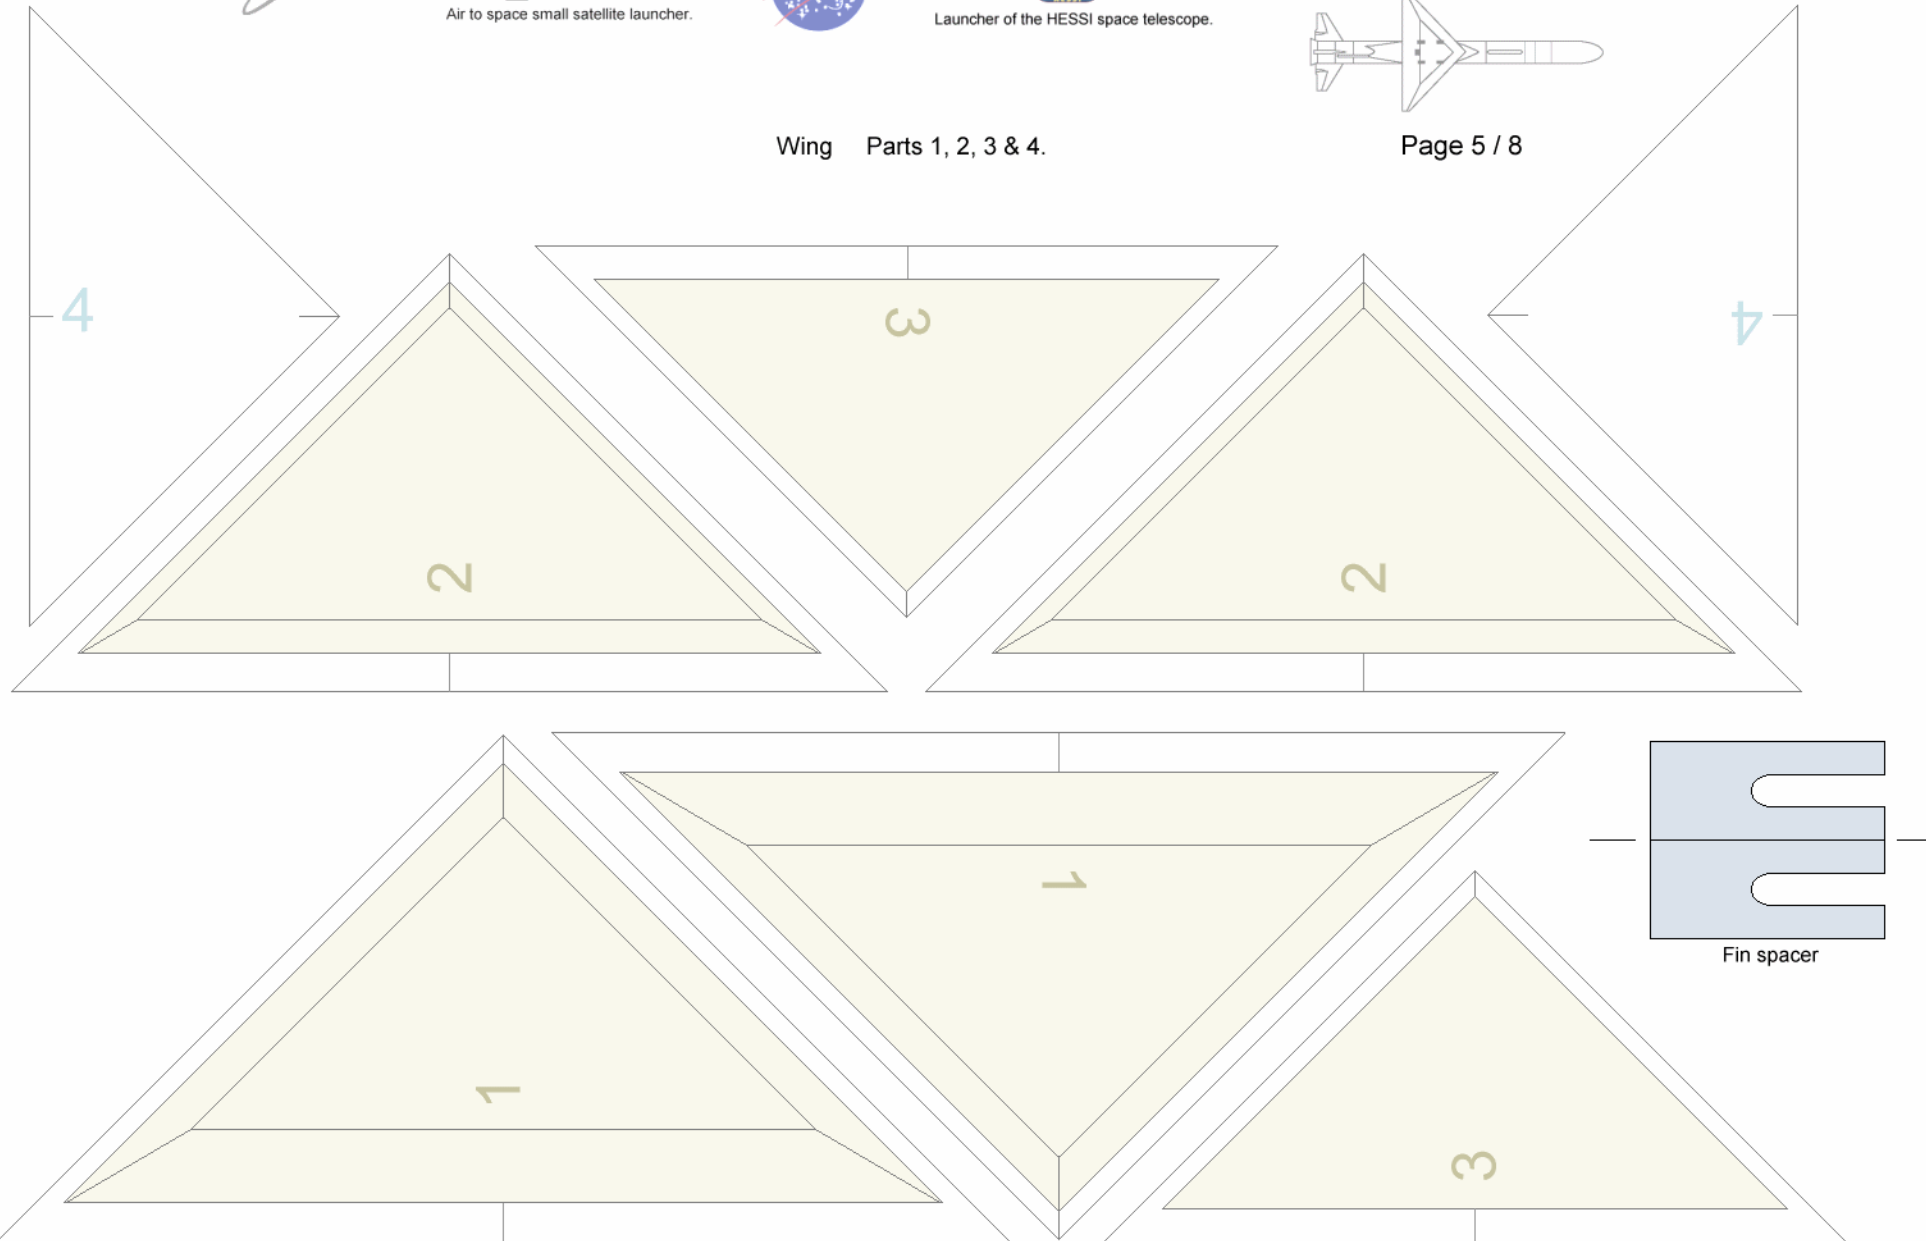 Air to space small satellite launcher.
Launcher of the HESSI space telescope.
Wing Parts 1, 2, 3 & 4.
Page 5 / 8
4
3
4
2
2
1
1
Fin spacer
3